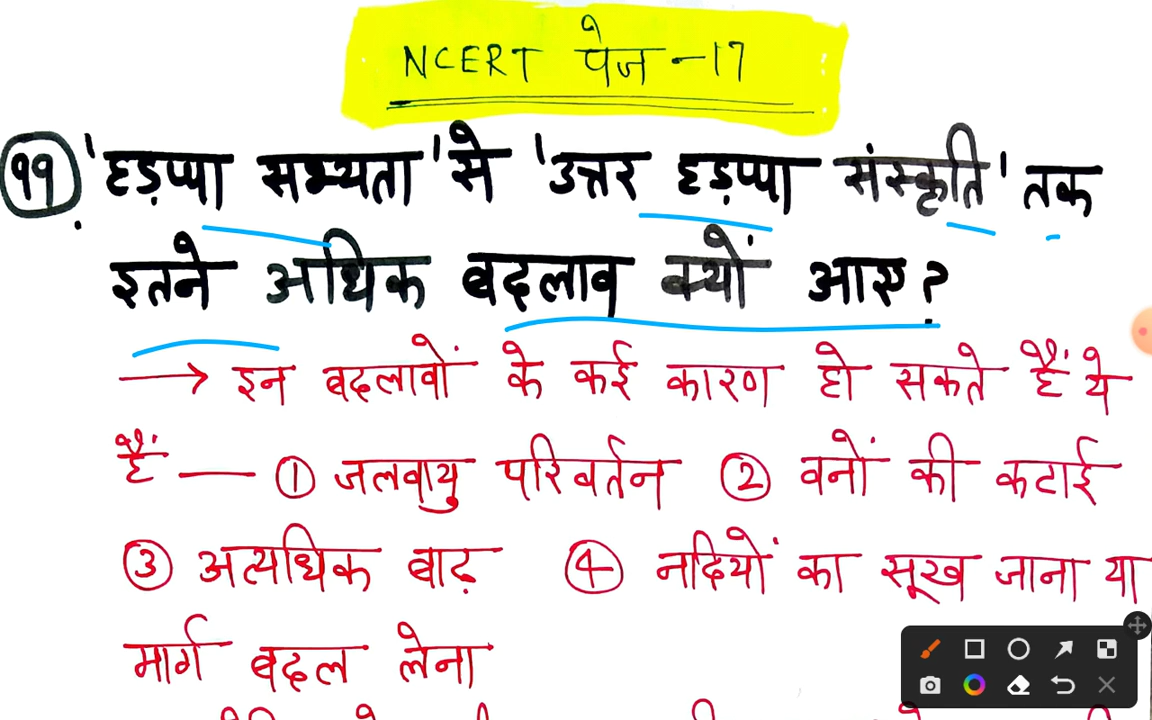 NCERT पेज -17
११. 'हड़प्पा सभ्यता' से 'उत्तर हड़प्पा संस्कृति' तक
इतने अधिक बदलाव क्यों आए?
→ इन बदलावों के कई कारण हो सकते हैं ये
हैं — ① जलवायु परिवर्तन ② वनों की कटाई
③ अत्यधिक बाढ़ ④ नदियों का सूख जाना या
मार्ग बदल लेना